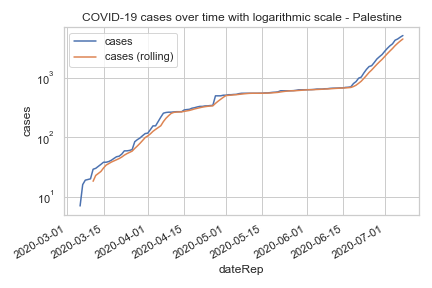 COVID-19 cases over time with logarithmic scale - Palestine
cases
cases (rolling)
cases
10³
10²
10¹
2020-03-01
2020-03-15
2020-04-01
2020-04-15
2020-05-01
2020-05-15
2020-06-01
2020-06-15
2020-07-01
dateRep